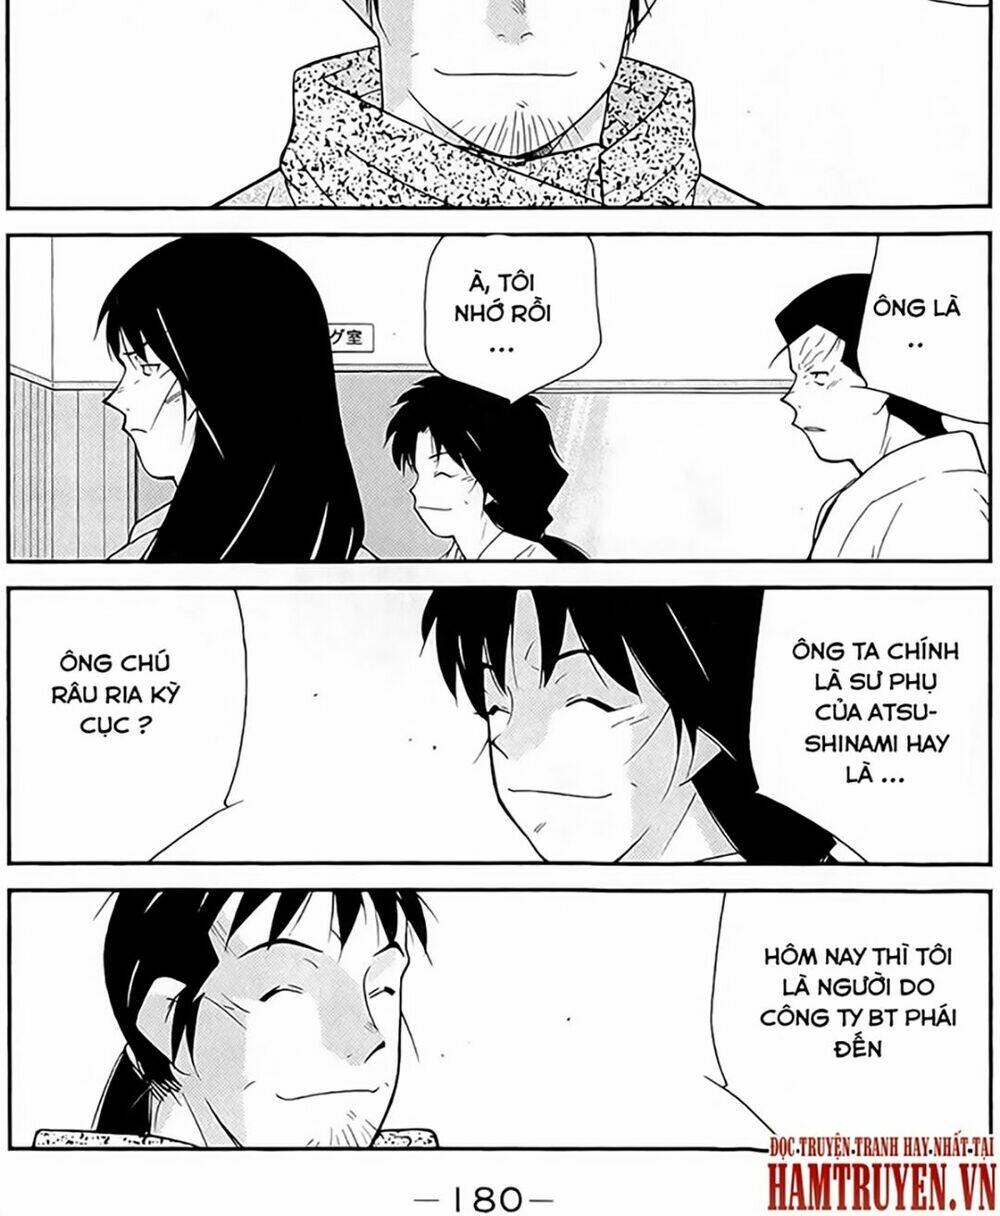 ÔNG LÀ
..
À, TÔI
NHỚ RỒI
...
グ室
ÔNG TA CHÍNH
LÀ SƯ PHỤ
CỦA ATSU-
SHINAMI HAY
LÀ ...
ÔNG CHÚ
RÂU RIA KỲ
CỤC ?
HÔM NAY THÌ TÔI
LÀ NGƯỜI DO
CÔNG TY BT PHÁI
ĐẾN
ĐỌC TRUYỆN TRANH HAY NHẤT TẠI
HAMTRUYEN.VN
— 180 —